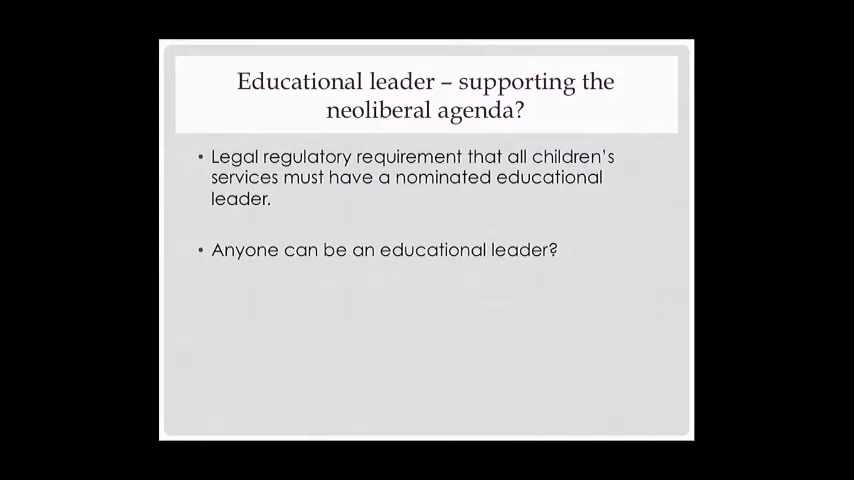 Educational leader – supporting the
neoliberal agenda?
• Legal regulatory requirement that all children's
services must have a nominated educational
leader.
• Anyone can be an educational leader?